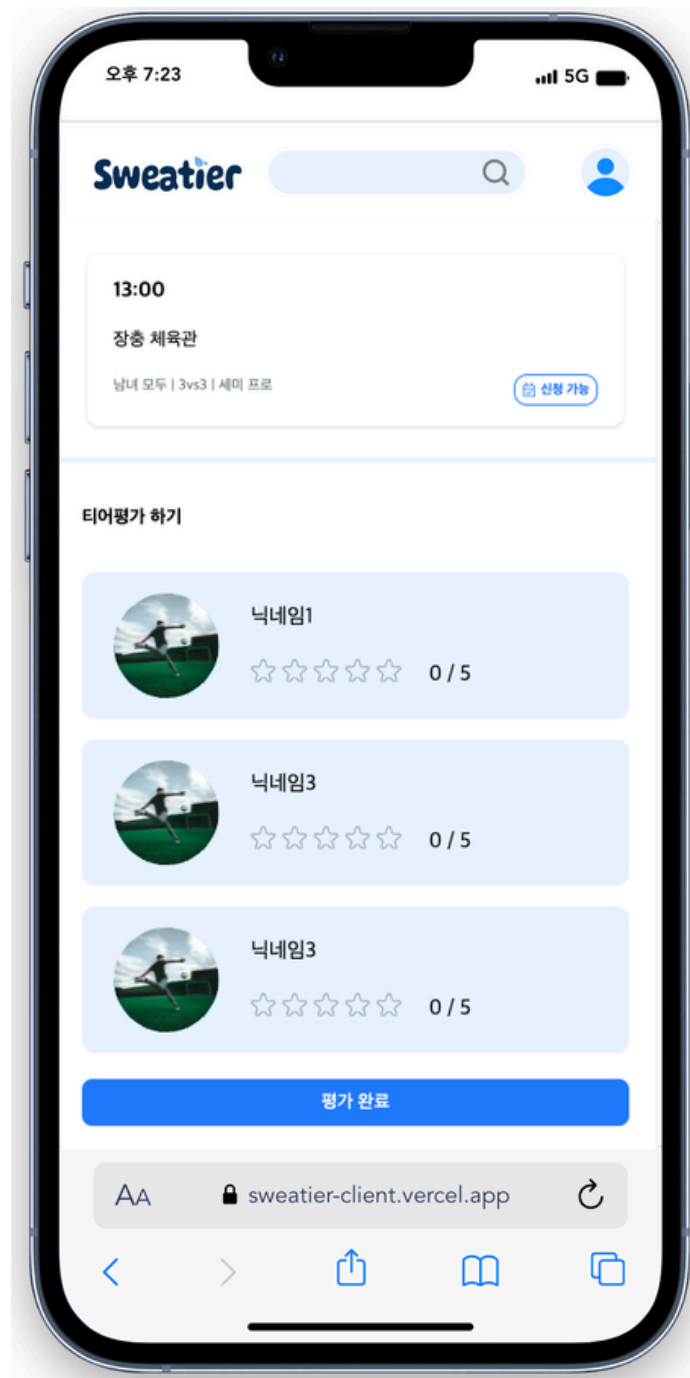 오후 7:23
5G
Sweatier
13:00
장충 체육관
남녀 모두 | 3vs3 | 세미 프로
신청 가능
티어평가 하기
닉네임1
0 / 5
닉네임3
0 / 5
닉네임3
0 / 5
평가 완료
AA sweatier-client.vercel.app